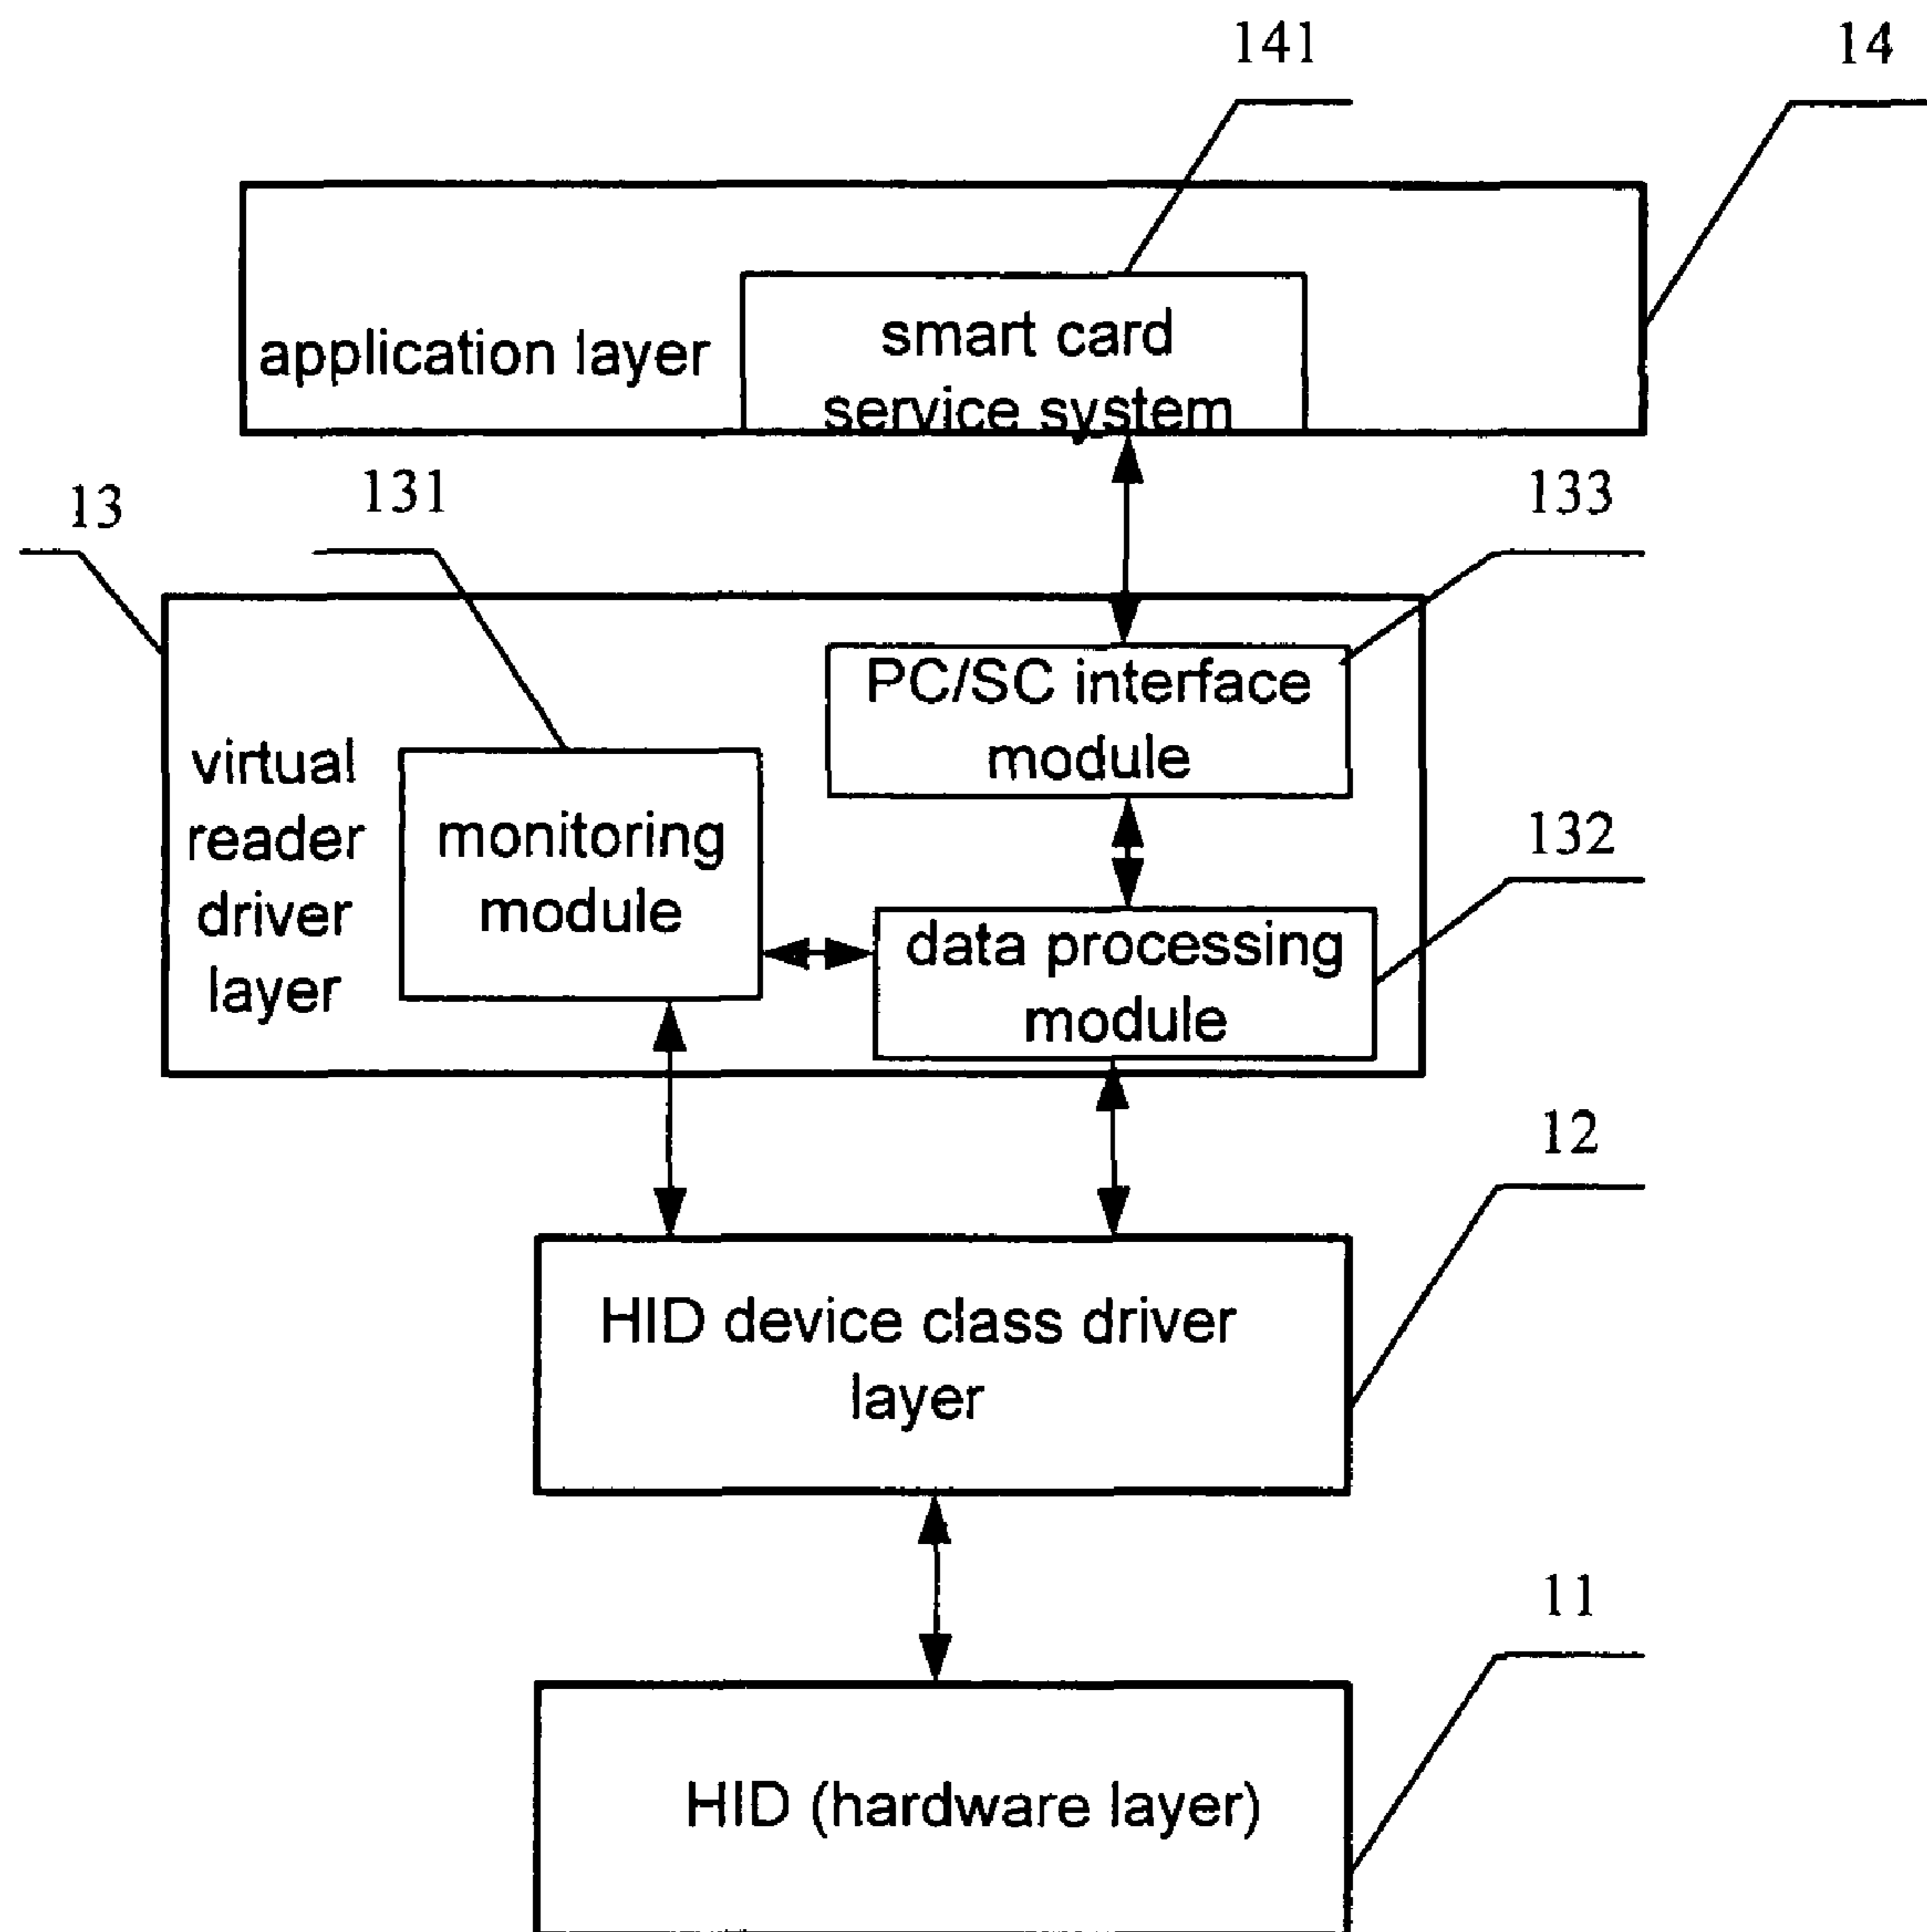 141
14
application layer
smart card
service system
13
131
133
PC/SC interface
module
virtual
reader
driver
layer
monitoring
module
132
data processing
module
12
HID device class driver
layer
11
HID (hardware layer)